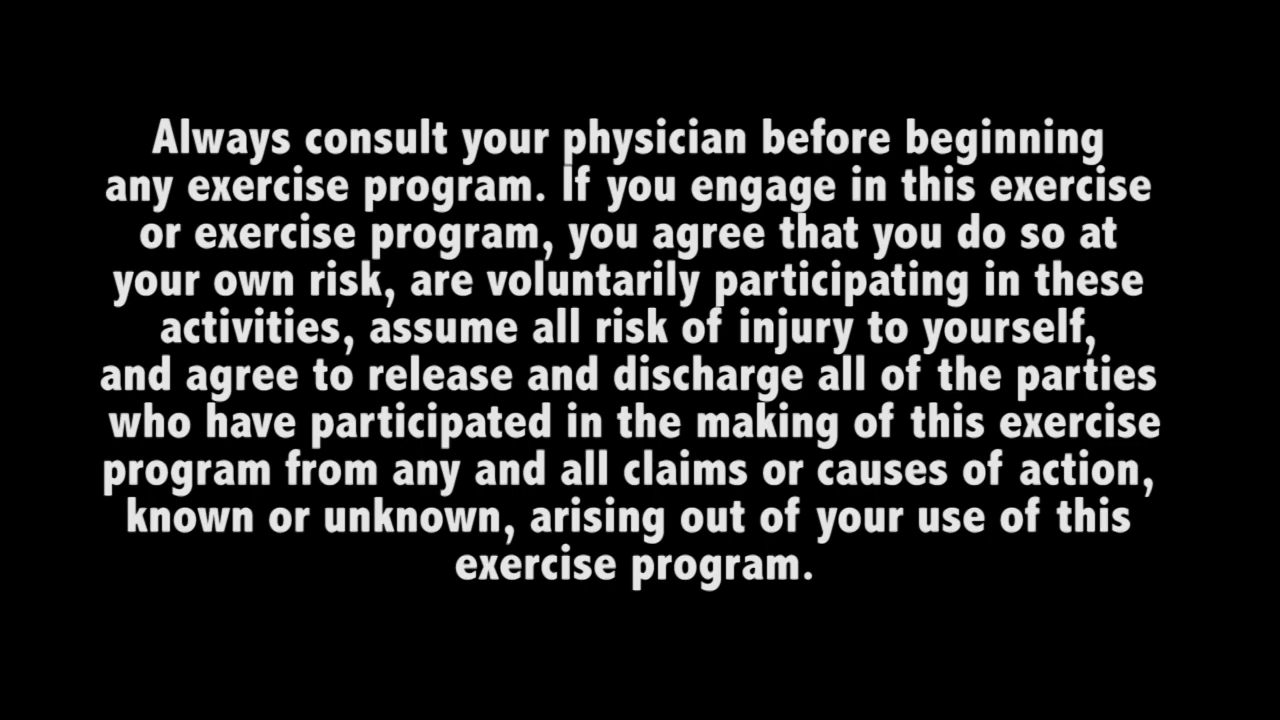 Always consult your physician before beginning
any exercise program. If you engage in this exercise
or exercise program, you agree that you do so at
your own risk, are voluntarily participating in these
activities, assume all risk of injury to yourself,
and agree to release and discharge all of the parties
who have participated in the making of this exercise
program from any and all claims or causes of action,
known or unknown, arising out of your use of this
exercise program.